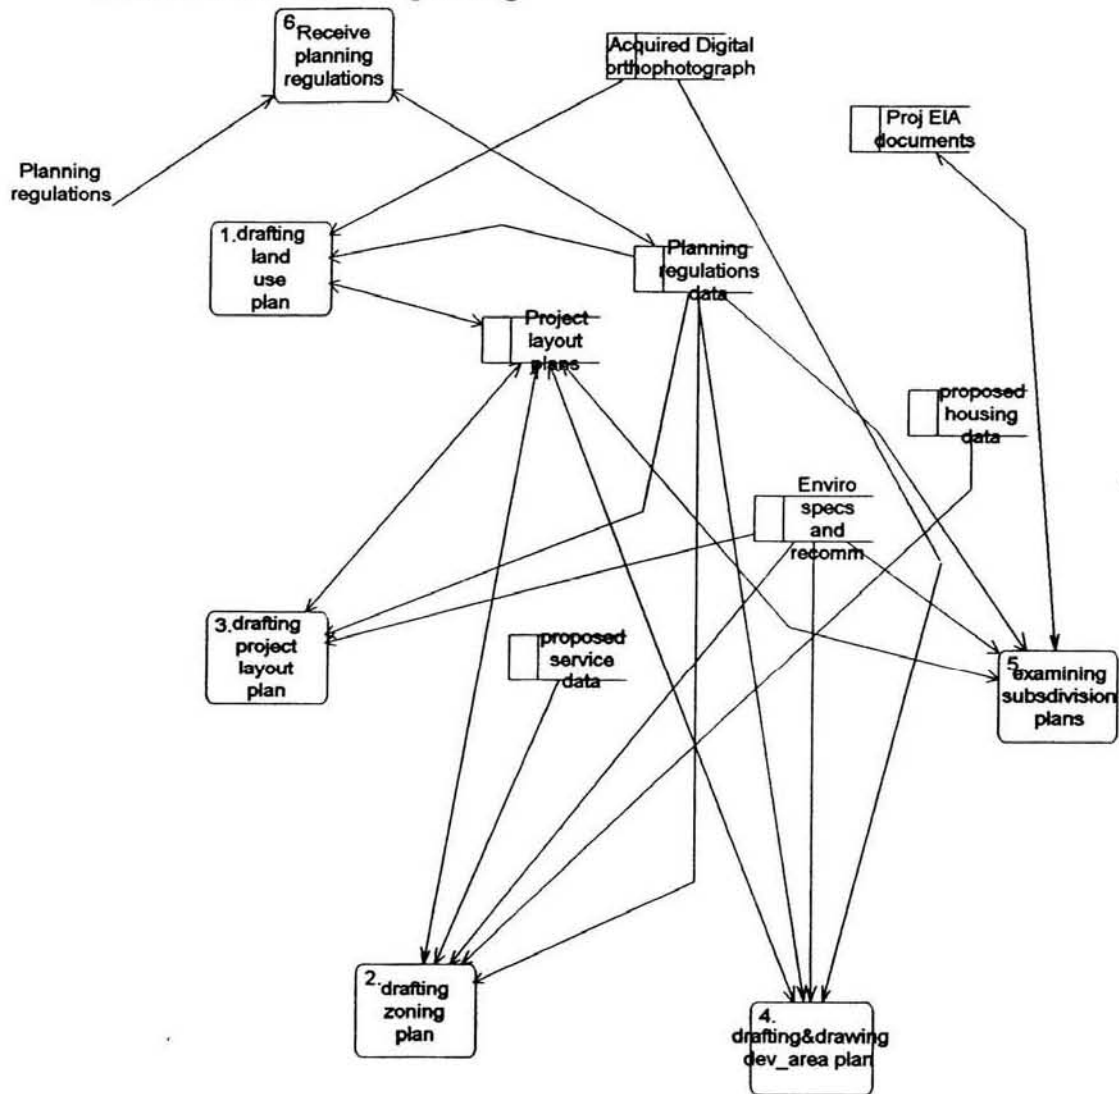 6 Receive
planning
regulations
Acquired Digital
orthophotograph
Proj EIA
documents
Planning
regulations
1. drafting
land
use
plan
Planning
regulations
data
Project
layout
plans
proposed
housing
data
Enviro
specs
and
recomm
3. drafting
project
layout
plan
proposed
service
data
5 examining
subsdivision
plans
2. drafting
zoning
plan
4.
drafting&drawing
dev_area plan